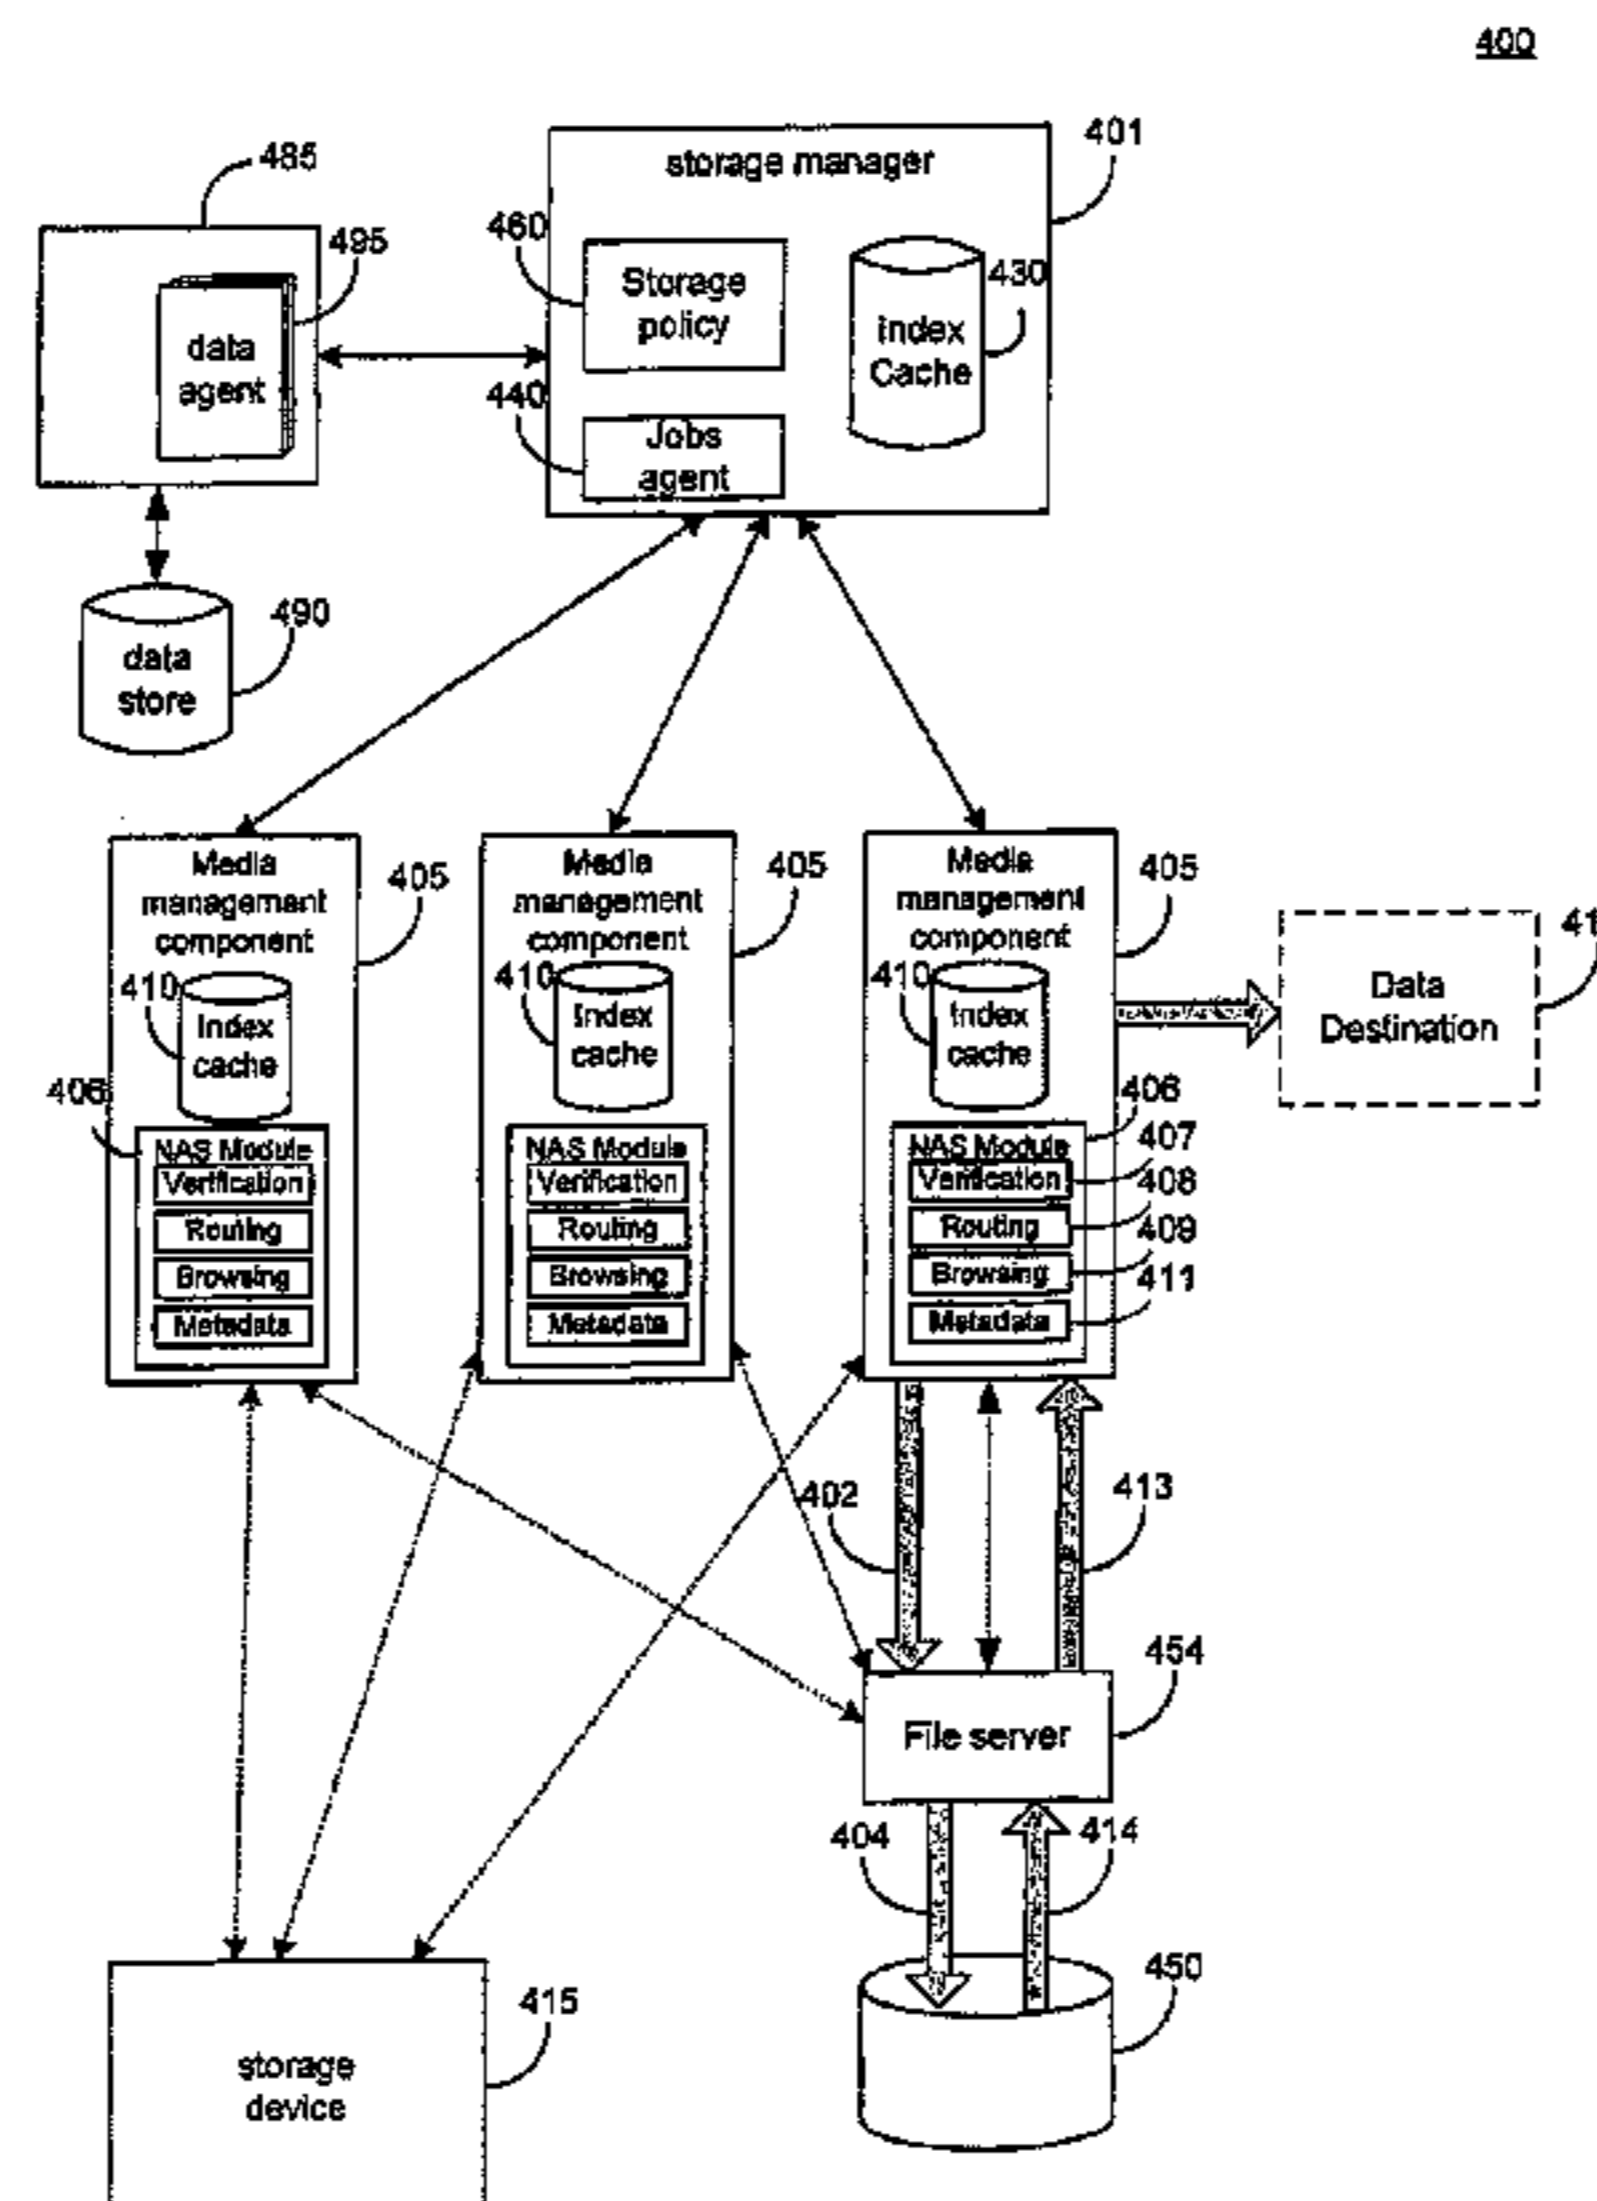 400
401
storage manager
485
495
460
Storage
policy
430
Index
Cache
data
agent
440
Jobs
agent
490
data
store
Media
management
component
405
Media
management
component
405
Media
management
component
405
410
Index
cache
410
Index
cache
410
Index
cache
Data
Destination
406
NAS Module
Verification
Routing
Browsing
Metadata
NAS Module
Verification
Routing
Browsing
Metadata
406
NAS Module
407
Verification
408
Routing
409
Browsing
411
Metadata
402
413
454
File server
404
414
450
415
storage
device